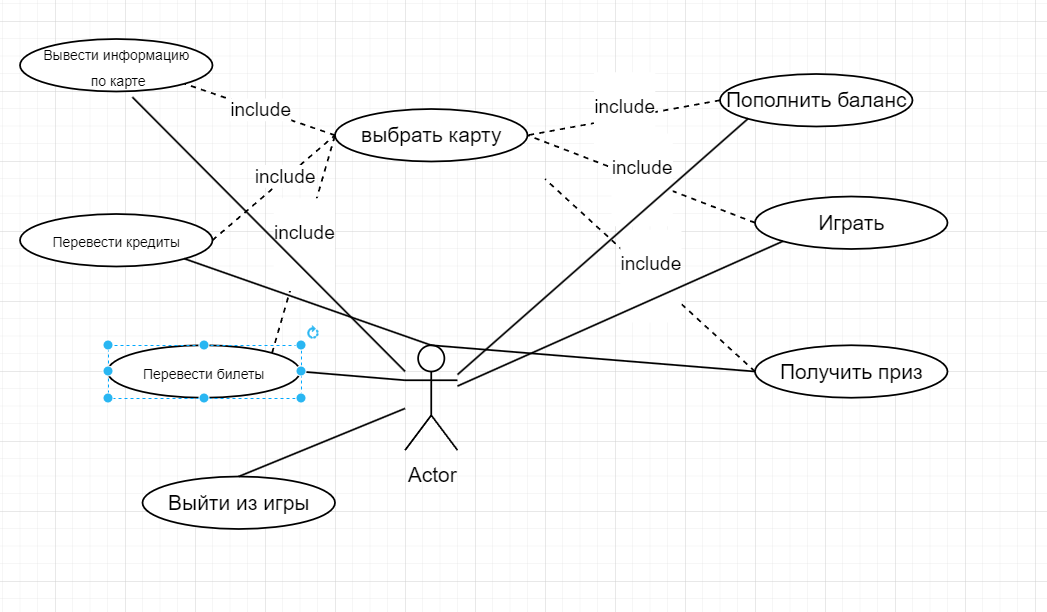 Вывести информацию
по карте
include
выбрать карту
include
Пополнить баланс
include
include
include
Перевести кредиты
Играть
include
Перевести билеты
Получить приз
Actor
Выйти из игры